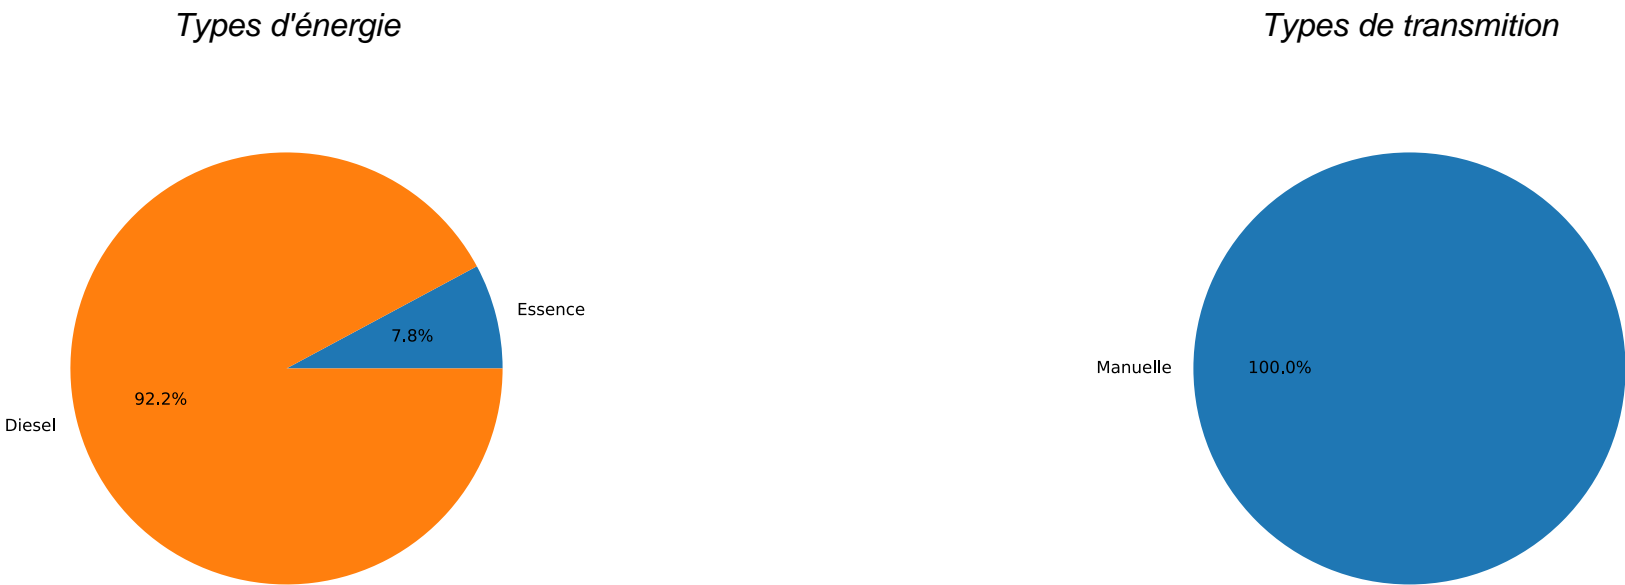 Types d'énergie
Types de transmition
Essence
7.8%
92.2%
Diesel
Manuelle
100.0%